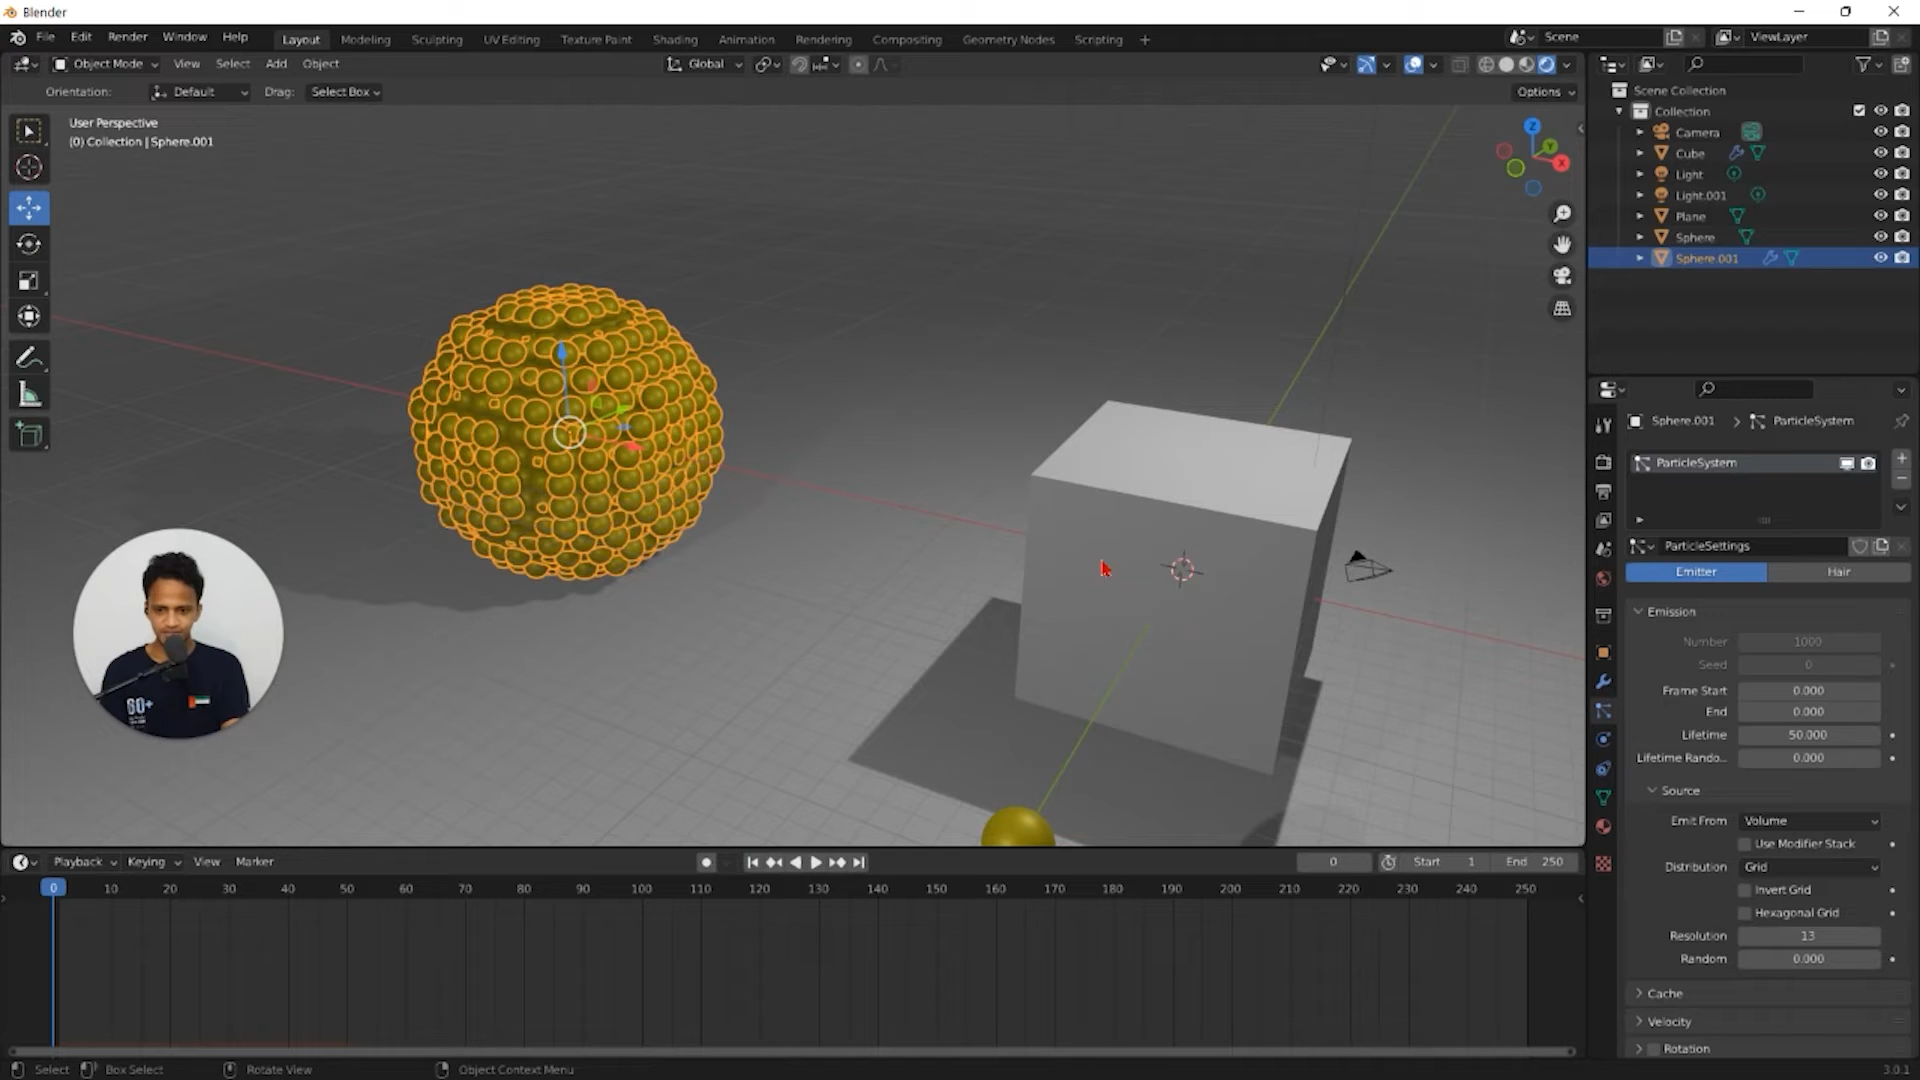 Blender
File Edit Render Window Help Layout Modeling Sculpting UV Editing Texture Paint Shading Animation Rendering Compositing Geometry Nodes Scripting + Scene ViewLayer
Object Mode View Select Add Object Global
Orientation: Default Drag: Select Box Options
User Perspective
(0) Collection | Sphere.001
Z
Y
X
60+
Scene Collection
Collection
Camera
Cube
Light
Light.001
Plane
Sphere
Sphere.001
Sphere.001 > ParticleSystem
ParticleSystem
ParticleSettings
Emitter Hair
Emission
Number 1000
Seed 0
Frame Start 0.000
End 0.000
Lifetime 50.000
Lifetime Rando... 0.000
Source
Emit From Volume
Use Modifier Stack
Distribution Grid
Invert Grid
Hexagonal Grid
Resolution 13
Random 0.000
Cache
Velocity
Rotation
Playback Keying View Marker 0 Start 1 End 250
0 10 20 30 40 50 60 70 80 90 100 110 120 130 140 150 160 170 180 190 200 210 220 230 240 250
Select Box Select Rotate View Object Context Menu 3.0.1